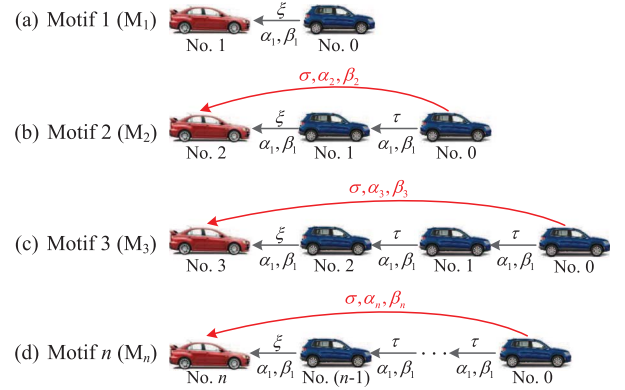 (a) Motif 1 (M₁)
ξ
α₁,β₁
No. 1
No. 0
σ,α₂,β₂
(b) Motif 2 (M₂)
ξ
τ
α₁,β₁
α₁,β₁
No. 2
No. 1
No. 0
σ,α₃,β₃
(c) Motif 3 (M₃)
ξ
τ
τ
α₁,β₁
α₁,β₁
α₁,β₁
No. 3
No. 2
No. 1
No. 0
σ,αₙ,βₙ
(d) Motif n (Mₙ)
ξ
τ
τ
···
α₁,β₁
α₁,β₁
α₁,β₁
No. n
No. (n-1)
No. 0